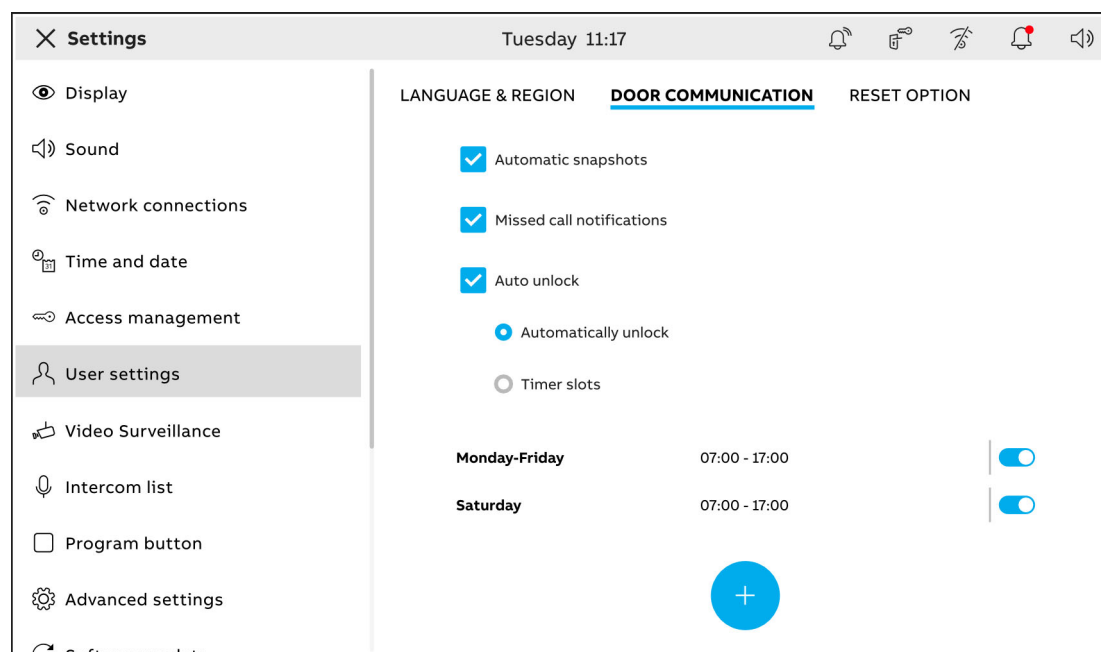 Settings
Tuesday 11:17
Display
Sound
Network connections
31
Time and date
Access management
User settings
Video Surveillance
Intercom list
Program button
Advanced settings
LANGUAGE & REGION DOOR COMMUNICATION RESET OPTION
Automatic snapshots
Missed call notifications
Auto unlock
Automatically unlock
Timer slots
Monday-Friday 07:00 - 17:00
Saturday 07:00 - 17:00